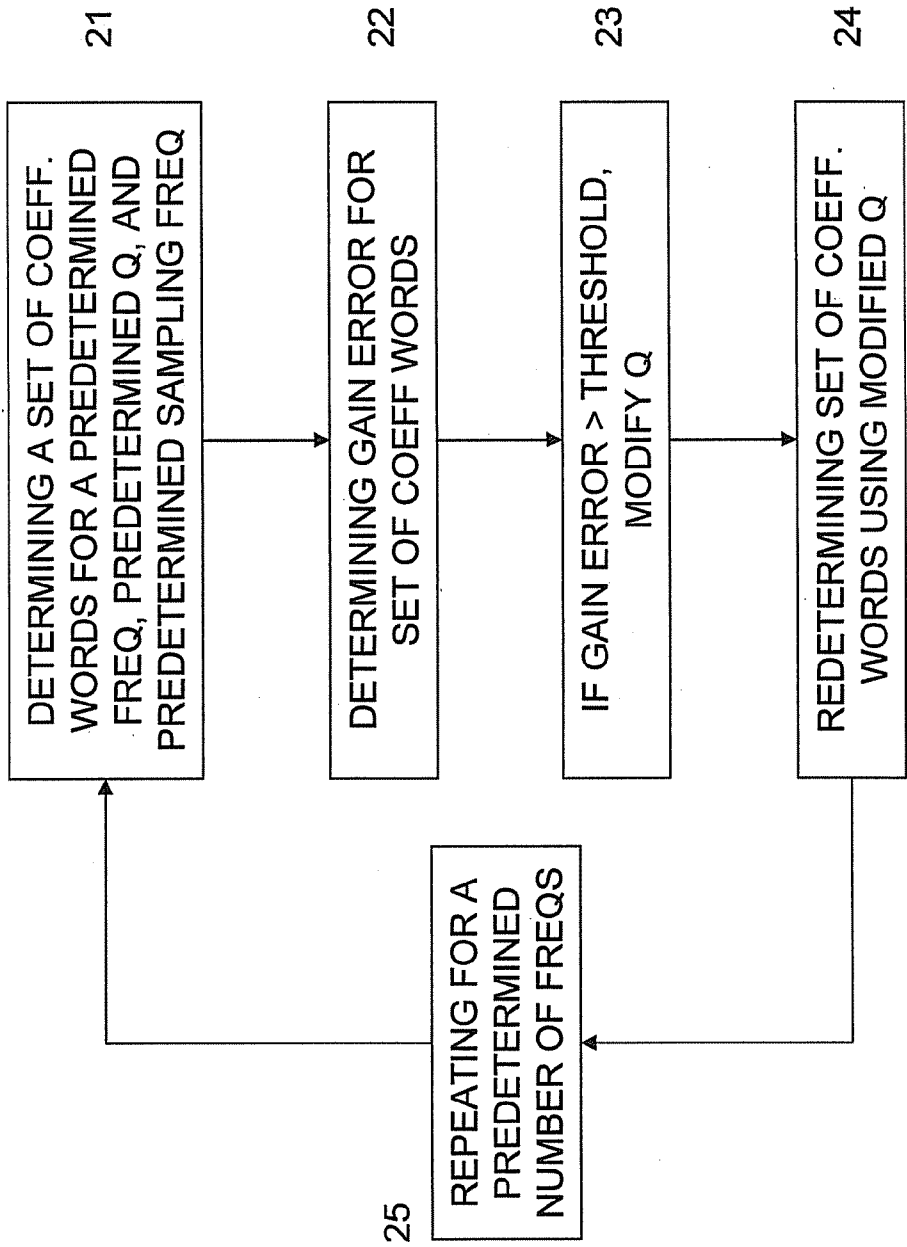 DETERMINING A SET OF COEFF.
WORDS FOR A PREDETERMINED
FREQ, PREDETERMINED Q, AND
PREDETERMINED SAMPLING FREQ
21
DETERMINING GAIN ERROR FOR
SET OF COEFF WORDS
22
IF GAIN ERROR > THRESHOLD,
MODIFY Q
23
REDETERMINING SET OF COEFF.
WORDS USING MODIFIED Q
24
25
REPEATING FOR A
PREDETERMINED
NUMBER OF FREQS